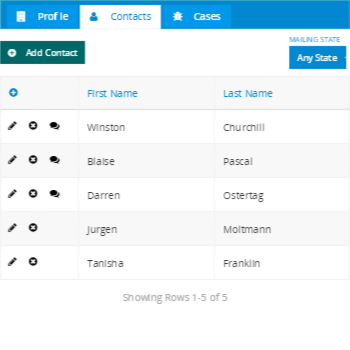 Profile Contacts Cases
MAILING STATE
Add Contact Any State
First Name Last Name
Winston Churchill
Blaise Pascal
Darren Ostertag
Jurgen Moltmann
Tanisha Franklin
Showing Rows 1-5 of 5